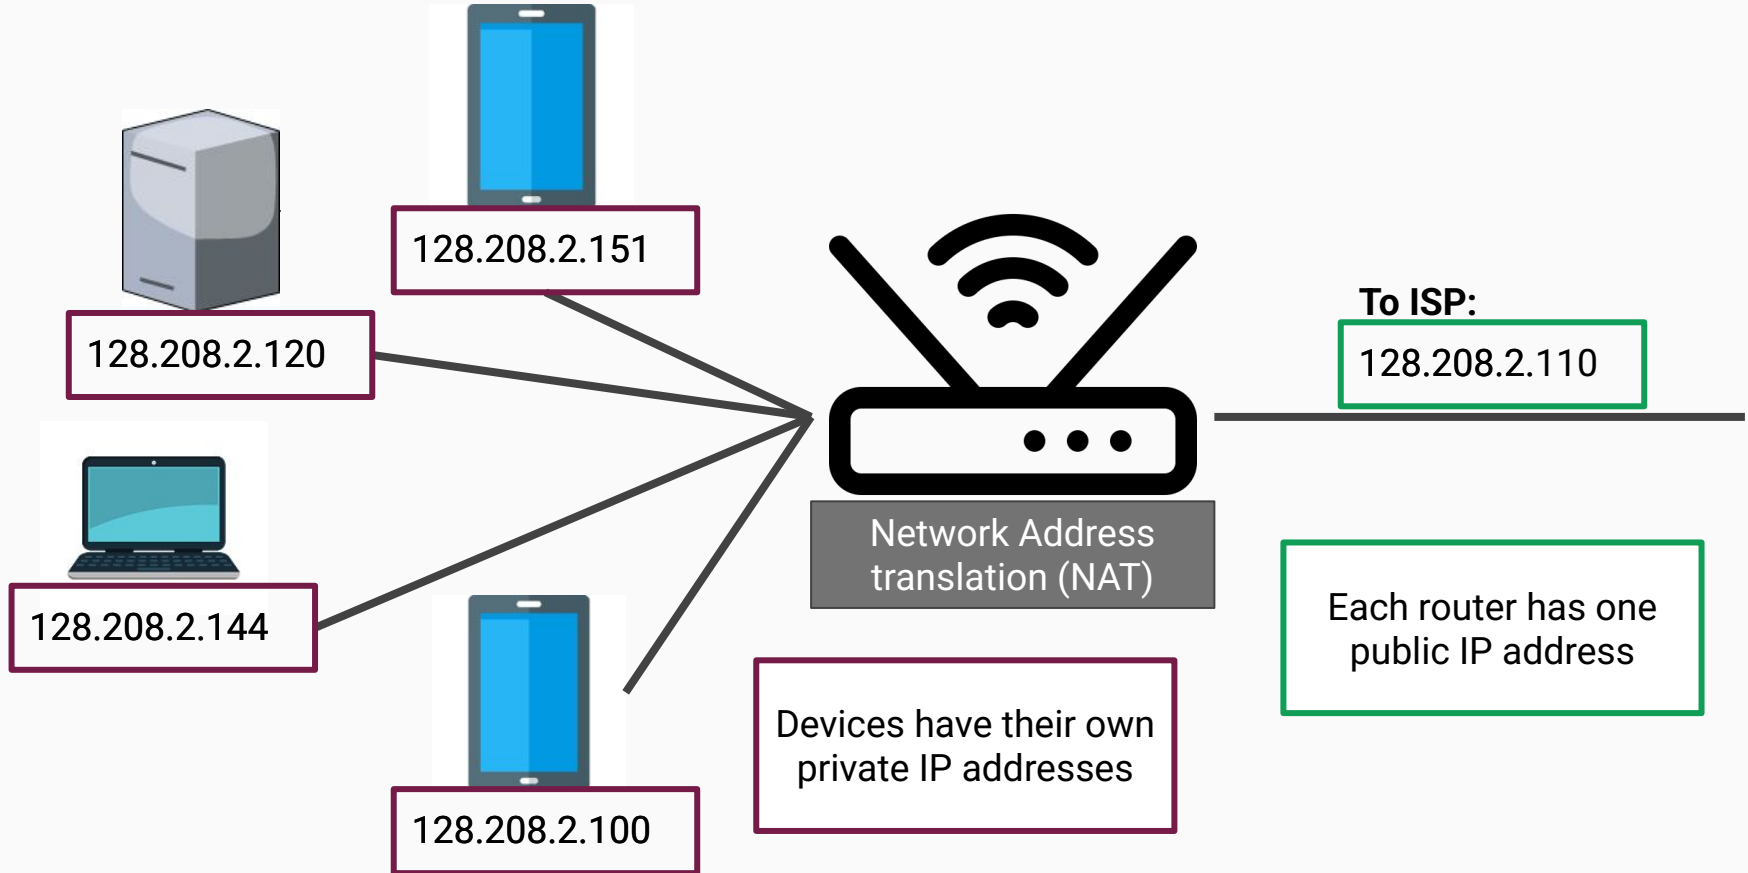 128.208.2.151
128.208.2.120
128.208.2.144
128.208.2.100
Network Address
translation (NAT)
Devices have their own
private IP addresses
To ISP:
128.208.2.110
Each router has one
public IP address